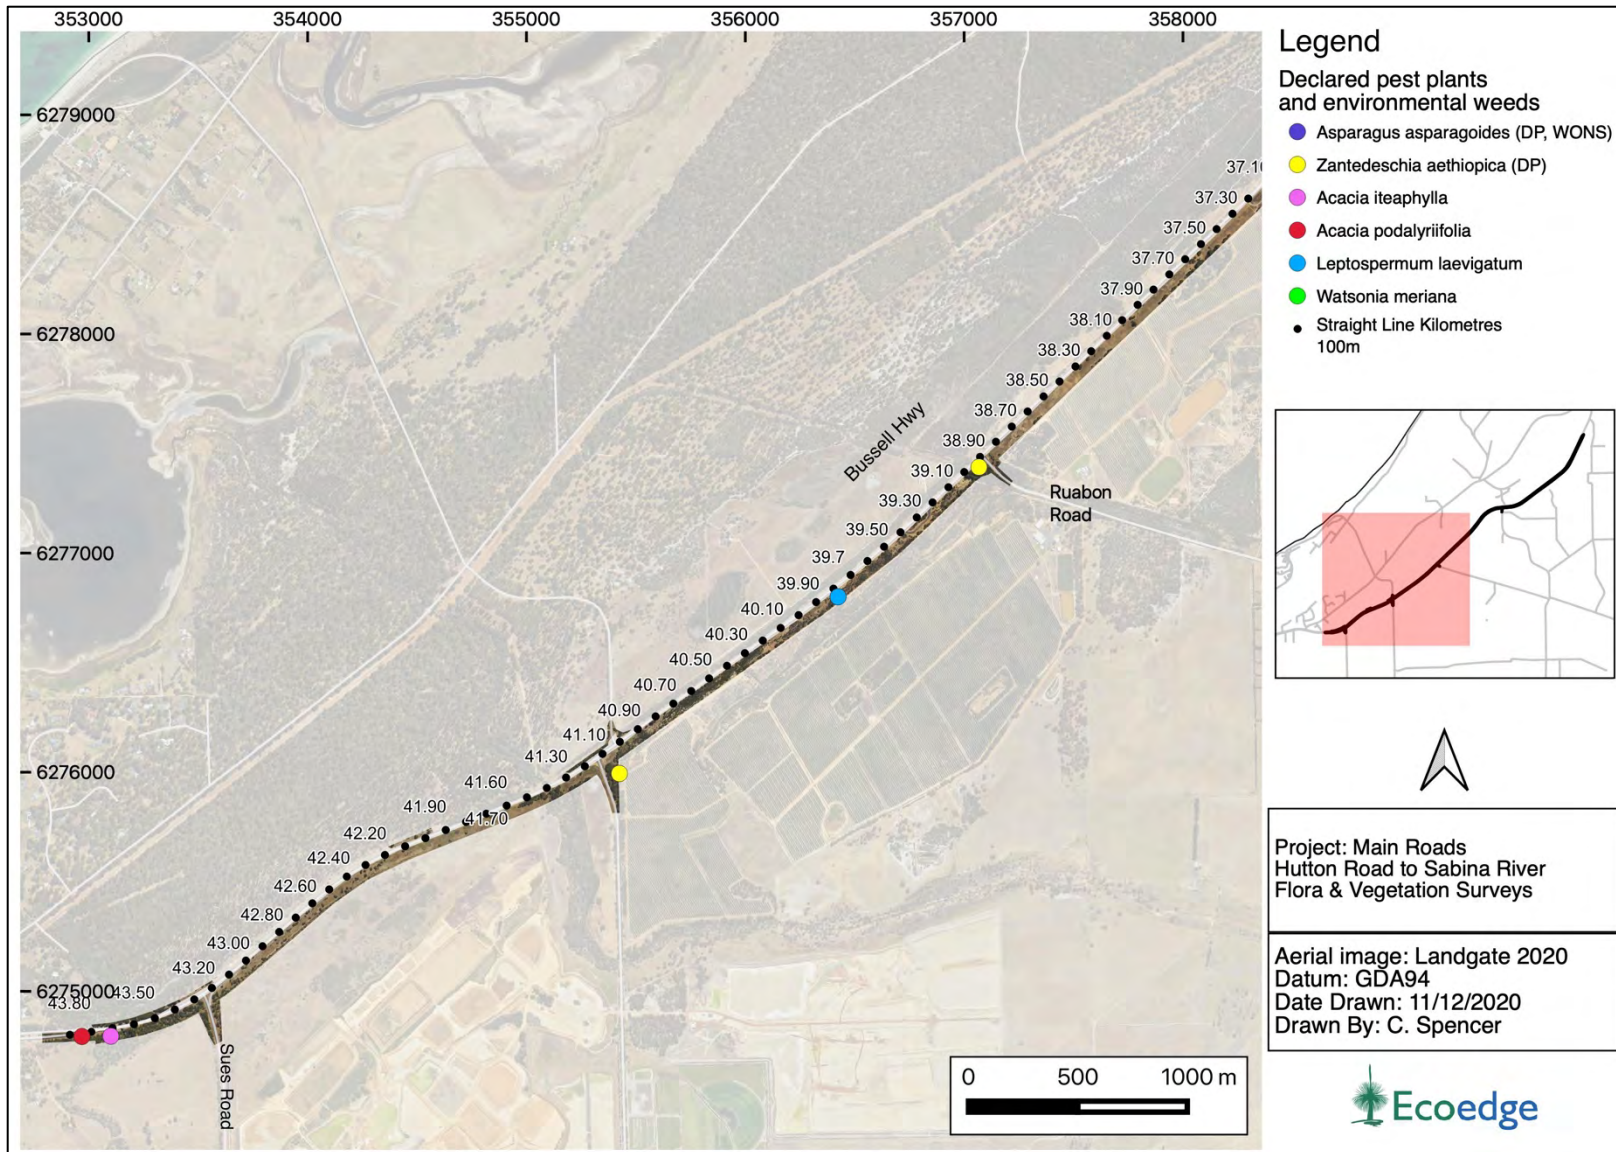 353000
354000
355000
356000
357000
358000
6279000
6278000
6277000
6276000
6275000
37.10
37.30
37.50
37.70
37.90
38.10
38.30
38.50
38.70
38.90
39.10
39.30
39.50
39.7
39.90
40.10
40.30
40.50
40.70
40.90
41.10
41.30
41.60
41.70
41.90
42.20
42.40
42.60
42.80
43.00
43.20
43.50
43.80
Bussell Hwy
Ruabon
Road
Sues Road
0 500 1000 m
Legend
Declared pest plants
and environmental weeds
Asparagus asparagoides (DP, WONS)
Zantedeschia aethiopica (DP)
Acacia iteaphylla
Acacia podalyriifolia
Leptospermum laevigatum
Watsonia meriana
Straight Line Kilometres
100m
Project: Main Roads
Hutton Road to Sabina River
Flora & Vegetation Surveys
Aerial image: Landgate 2020
Datum: GDA94
Date Drawn: 11/12/2020
Drawn By: C. Spencer
Ecoedge